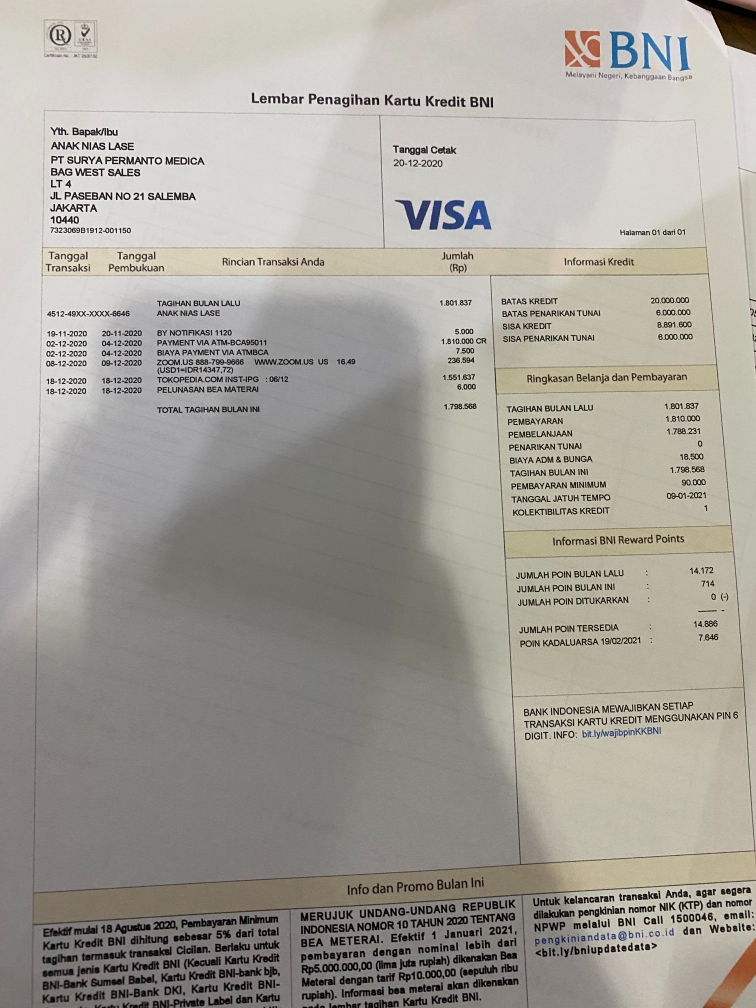 BNI
Melayani Negeri, Kebanggaan Bangsa
Lembar Penagihan Kartu Kredit BNI
Yth. Bapak/Ibu
ANAK NIAS LASE
PT SURYA PERMANTO MEDICA
BAG WEST SALES
LT 4
JL PASEBAN NO 21 SALEMBA
JAKARTA
10440
7323069B1912-001150
Tanggal Cetak
20-12-2020
VISA
Halaman 01 dari 01
Tanggal Transaksi Tanggal Pembukuan Rincian Transaksi Anda Jumlah (Rp)
TAGIHAN BULAN LALU 1.801.837
4512-49XX-XXXX-6646 ANAK NIAS LASE
19-11-2020 20-11-2020 BY NOTIFIKASI 1120 5.000
02-12-2020 04-12-2020 PAYMENT VIA ATM-BCA95011 1.810.000 CR
02-12-2020 04-12-2020 BIAYA PAYMENT VIA ATMBCA 7.500
08-12-2020 09-12-2020 ZOOM.US 888-799-9666 WWW.ZOOM.US US 16.49 236.594
(USD1=IDR14347,72)
18-12-2020 18-12-2020 TOKOPEDIA.COM INST-IPG : 06/12 1.551.637
18-12-2020 18-12-2020 PELUNASAN BEA MATERAI 6.000
TOTAL TAGIHAN BULAN INI 1.798.568
Informasi Kredit
BATAS KREDIT 20.000.000
BATAS PENARIKAN TUNAI 6.000.000
SISA KREDIT 8.891.600
SISA PENARIKAN TUNAI 6.000.000
Ringkasan Belanja dan Pembayaran
TAGIHAN BULAN LALU 1.801.837
PEMBAYARAN 1.810.000
PEMBELANJAAN 1.788.231
PENARIKAN TUNAI 0
BIAYA ADM & BUNGA 18.500
TAGIHAN BULAN INI 1.798.568
PEMBAYARAN MINIMUM 90.000
TANGGAL JATUH TEMPO 09-01-2021
KOLEKTIBILITAS KREDIT 1
Informasi BNI Reward Points
JUMLAH POIN BULAN LALU : 14.172
JUMLAH POIN BULAN INI : 714
JUMLAH POIN DITUKARKAN : 0 (-)
JUMLAH POIN TERSEDIA : 14.886
POIN KADALUARSA 19/02/2021 : 7.646
BANK INDONESIA MEWAJIBKAN SETIAP
TRANSAKSI KARTU KREDIT MENGGUNAKAN PIN 6
DIGIT. INFO: bit.ly/wajibpinKKBNI
Info dan Promo Bulan Ini
Efektif mulai 18 Agustus 2020, Pembayaran Minimum
Kartu Kredit BNI dihitung sebesar 5% dari total
tagihan termasuk transaksi Cicilan. Berlaku untuk
semua jenis Kartu Kredit BNI (Kecuali Kartu Kredit
BNI-Bank Sumsel Babel, Kartu Kredit BNI-bank bjb,
Kartu Kredit BNI-Bank DKI, Kartu Kredit BNI-
BNI-Private Label dan Kartu
MERUJUK UNDANG-UNDANG REPUBLIK
INDONESIA NOMOR 10 TAHUN 2020 TENTANG
BEA METERAI. Efektif 1 Januari 2021,
pembayaran dengan nominal lebih dari
Rp5.000.000,00 (lima juta rupiah) dikenakan Bea
Meterai dengan tarif Rp10.000,00 (sepuluh ribu
rupiah). Informasi bea meterai akan dikenakan
pada lembar tagihan Kartu Kredit BNI.
Untuk kelancaran transaksi Anda, agar segera
dilakukan pengkinian nomor NIK (KTP) dan nomor
NPWP melalui BNI Call 1500046, email:
pengkiniandata@bni.co.id dan Website:
<bit.ly/bniupdatedata>